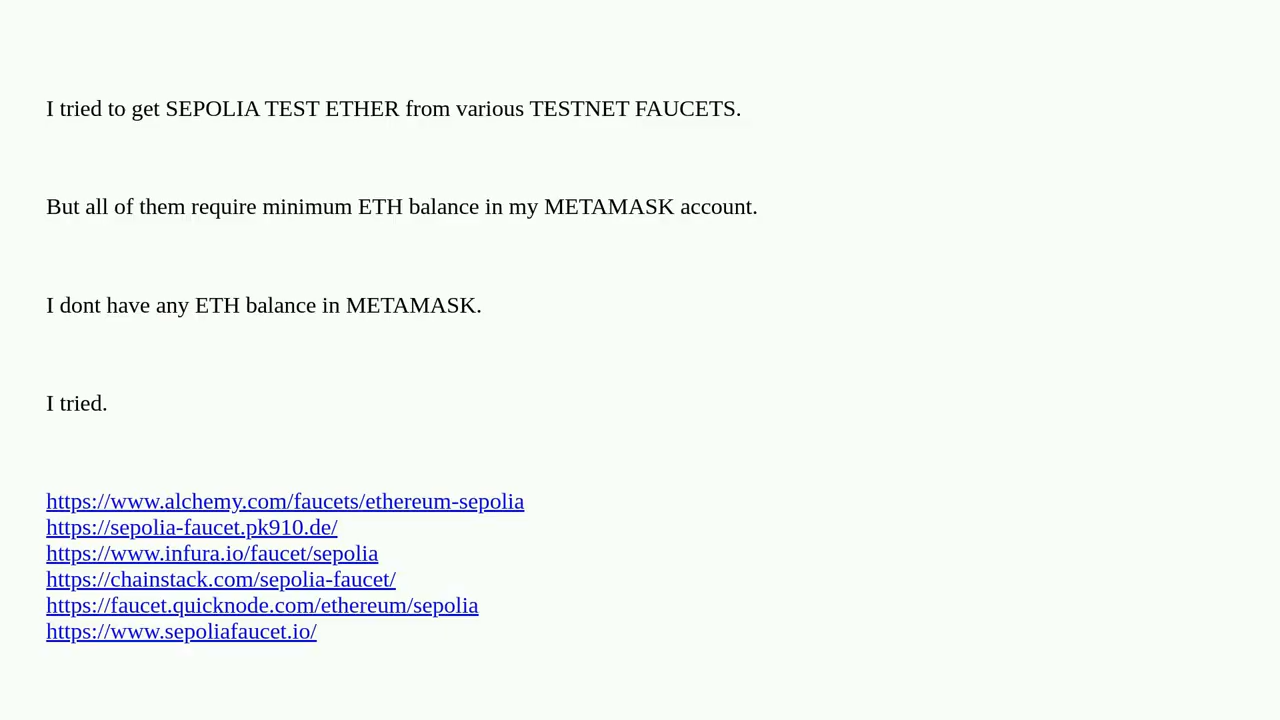 I tried to get SEPOLIA TEST ETHER from various TESTNET FAUCETS.
But all of them require minimum ETH balance in my METAMASK account.
I dont have any ETH balance in METAMASK.
I tried.
https://www.alchemy.com/faucets/ethereum-sepolia
https://sepolia-faucet.pk910.de/
https://www.infura.io/faucet/sepolia
https://chainstack.com/sepolia-faucet/
https://faucet.quicknode.com/ethereum/sepolia
https://www.sepoliafaucet.io/